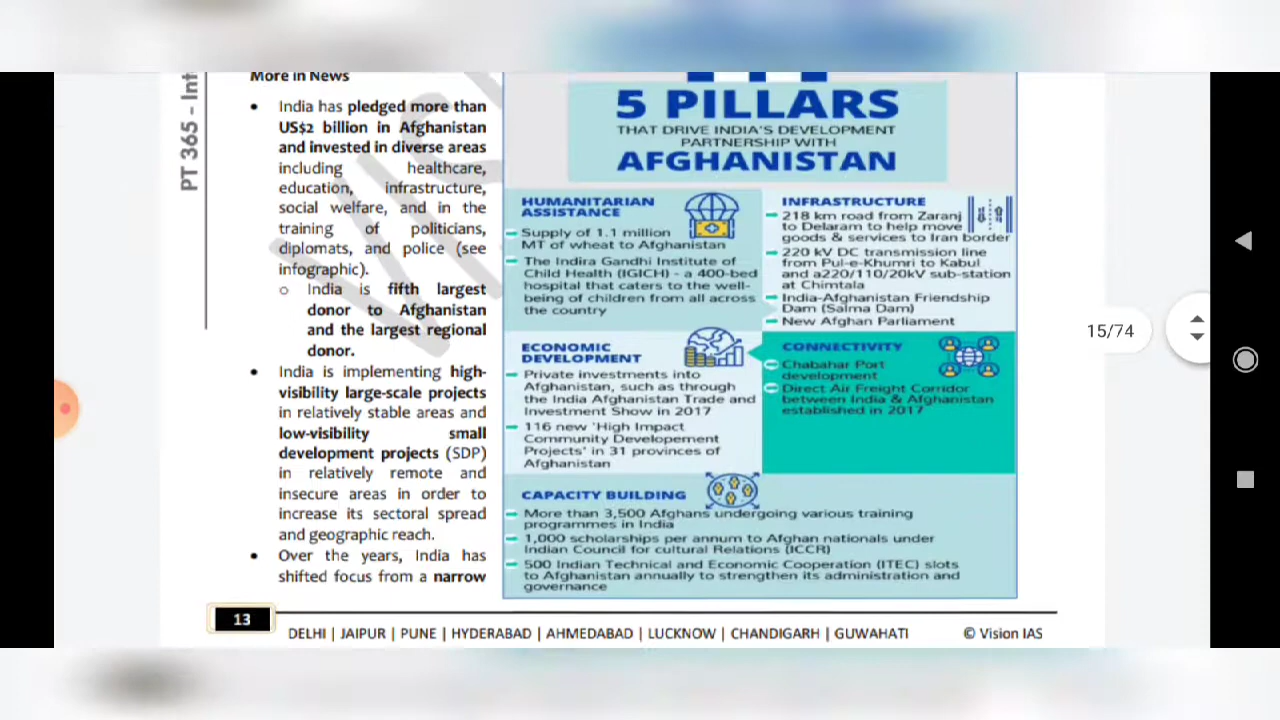 PT 365 - Int
More in News
• India has pledged more than
US$2 billion in Afghanistan
and invested in diverse areas
including healthcare,
education, infrastructure,
social welfare, and in the
training of politicians,
diplomats, and police (see
infographic).
o India is fifth largest
donor to Afghanistan
and the largest regional
donor.
• India is implementing high-
visibility large-scale projects
in relatively stable areas and
low-visibility small
development projects (SDP)
in relatively remote and
insecure areas in order to
increase its sectoral spread
and geographic reach.
• Over the years, India has
shifted focus from a narrow
5 PILLARS
THAT DRIVE INDIA'S DEVELOPMENT
PARTNERSHIP WITH
AFGHANISTAN
HUMANITARIAN
ASSISTANCE
Supply of 1.1 million
MT of wheat to Afghanistan
The Indira Gandhi Institute of
Child Health (IGICH) - a 400-bed
hospital that caters to the well-
being of children from all across
the country
INFRASTRUCTURE
218 km road from Zaranj
to Delaram to help move
goods & services to Iran border
220 kV DC transmission line
from Pul-e-Khumri to Kabul
and a220/110/20kV sub-station
at Chimtala
India-Afghanistan Friendship
Dam (Salma Dam)
New Afghan Parliament
ECONOMIC
DEVELOPMENT
Private investments into
Afghanistan, such as through
the India Afghanistan Trade and
Investment Show in 2017
116 new 'High Impact
Community Developement
Projects' in 31 provinces of
Afghanistan
CONNECTIVITY
Chabahar Port
development
Direct Air Freight Corridor
between India & Afghanistan
established in 2017
CAPACITY BUILDING
More than 3,500 Afghans undergoing various training
programmes in India
1,000 scholarships per annum to Afghan nationals under
Indian Council for cultural Relations (ICCR)
500 Indian Technical and Economic Cooperation (ITEC) slots
to Afghanistan annually to strengthen its administration and
governance
15/74
13
DELHI | JAIPUR | PUNE | HYDERABAD | AHMEDABAD | LUCKNOW | CHANDIGARH | GUWAHATI
© Vision IAS